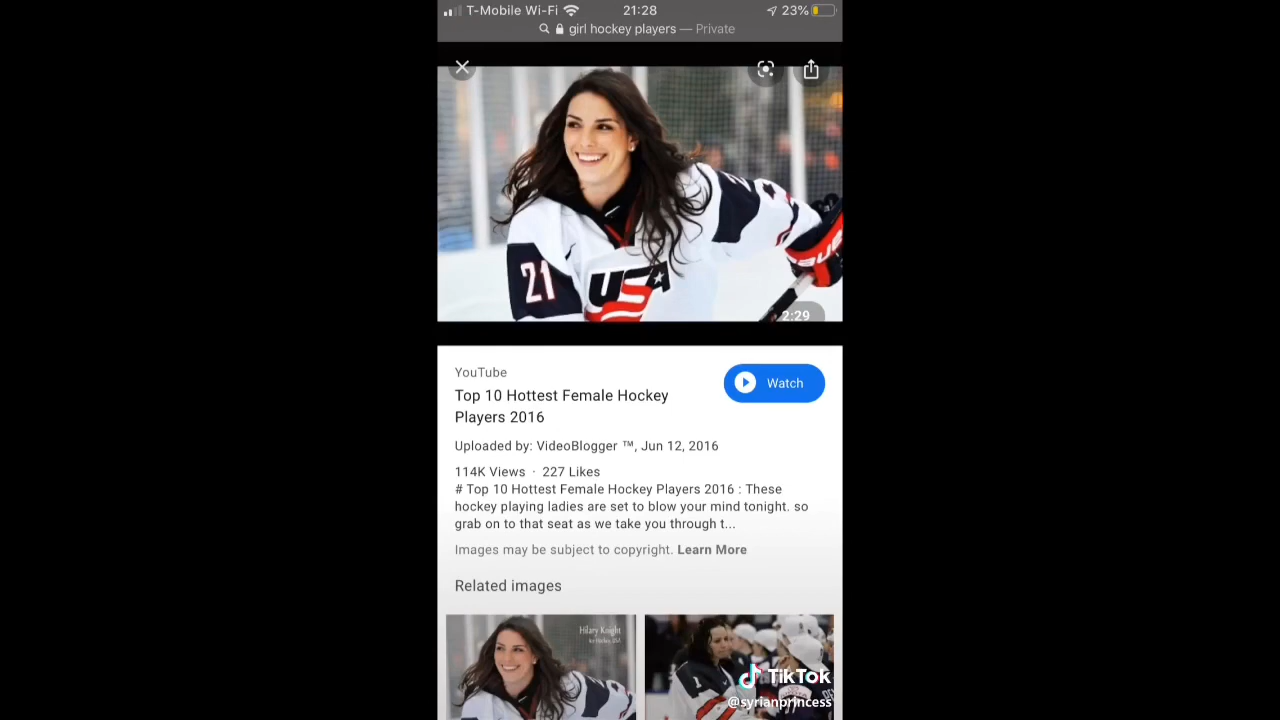 T-Mobile Wi-Fi 21:28 23%
girl hockey players — Private
21
USA
2:29
YouTube
Top 10 Hottest Female Hockey
Players 2016
Watch
Uploaded by: VideoBlogger ™, Jun 12, 2016
114K Views · 227 Likes
# Top 10 Hottest Female Hockey Players 2016 : These
hockey playing ladies are set to blow your mind tonight. so
grab on to that seat as we take you through t...
Images may be subject to copyright. Learn More
Related images
Hilary Knight
21
1
TikTok
@syrianprincess